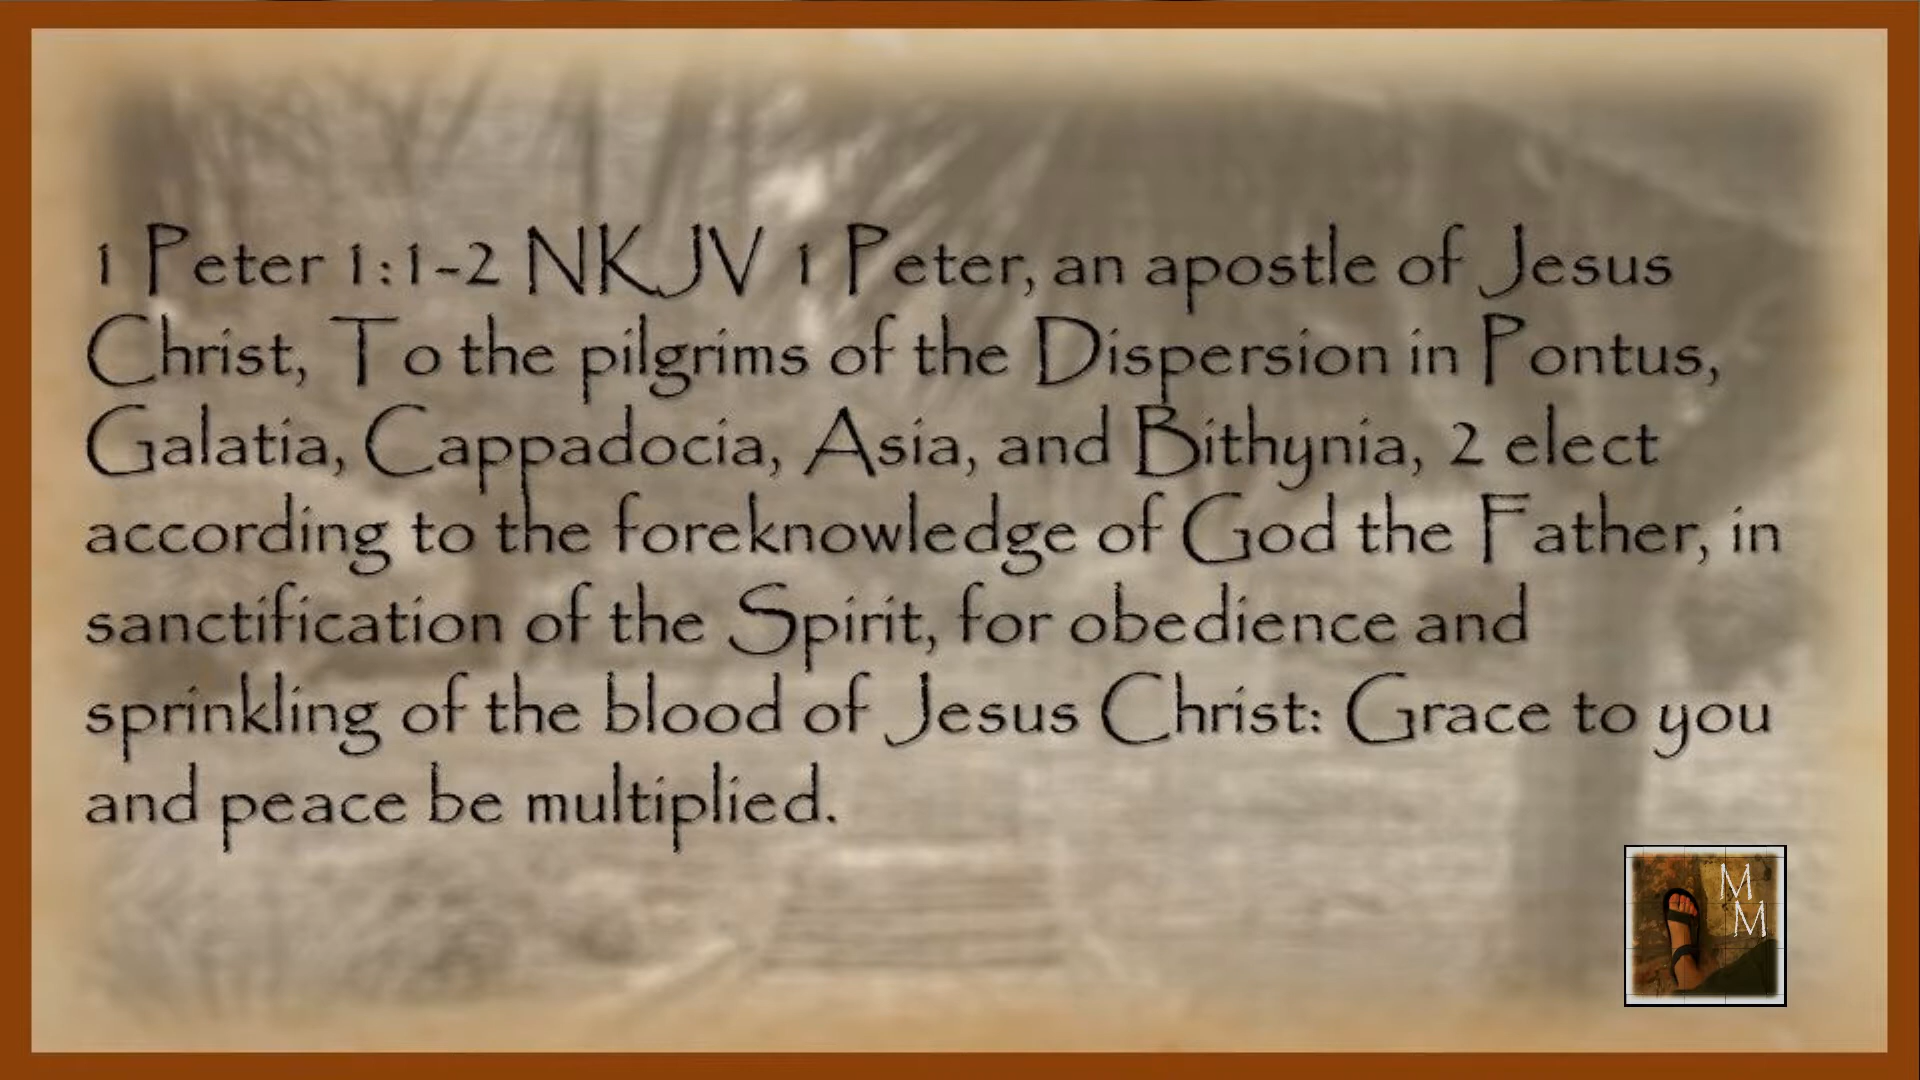 1 Peter 1:1-2 NKJV 1 Peter, an apostle of Jesus
Christ, To the pilgrims of the Dispersion in Pontus,
Galatia, Cappadocia, Asia, and Bithynia, 2 elect
according to the foreknowledge of God the Father, in
sanctification of the Spirit, for obedience and
sprinkling of the blood of Jesus Christ: Grace to you
and peace be multiplied.
M
M